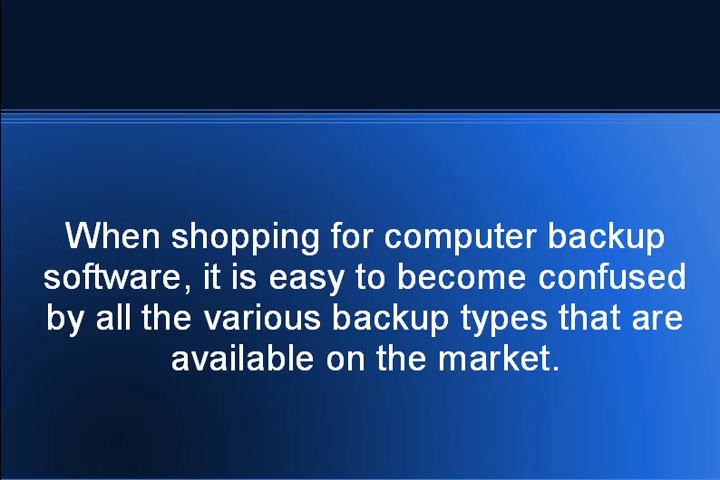 When shopping for computer backup
software, it is easy to become confused
by all the various backup types that are
available on the market.